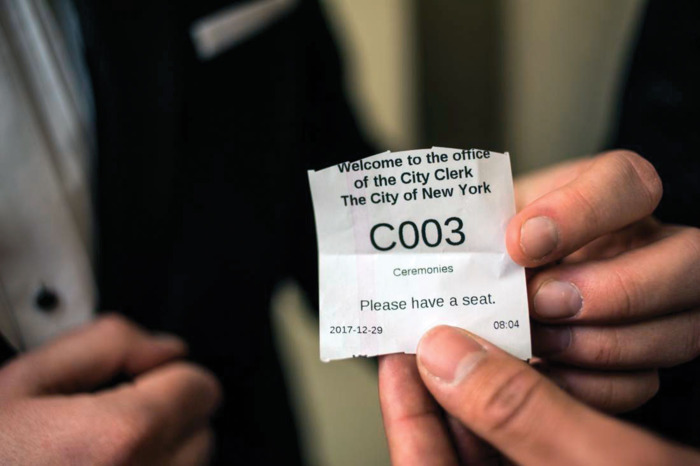 Welcome to the office
of the City Clerk
The City of New York
C003
Ceremonies
Please have a seat.
2017-12-29 08:04